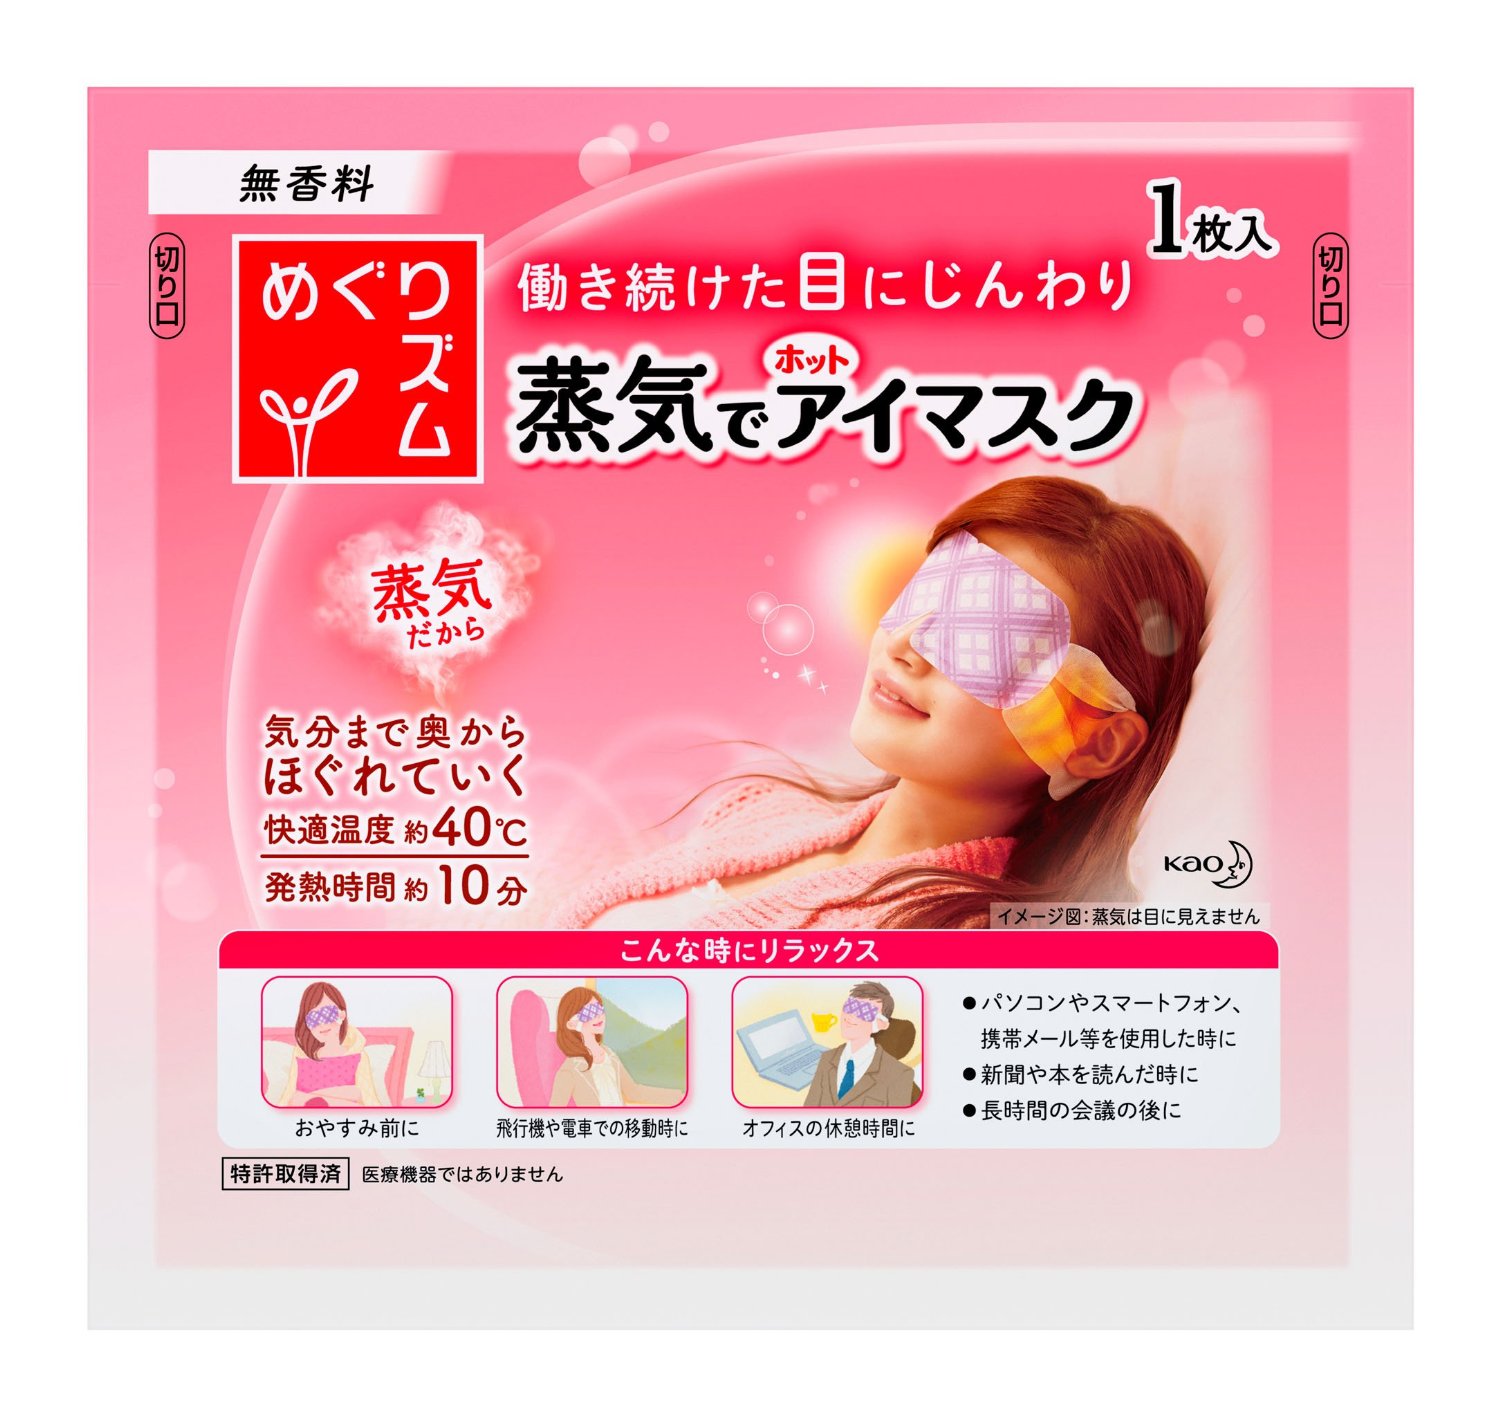 無香料
切り口
切り口
1枚入
めぐり
ズム
働き続けた目にじんわり
ホット
蒸気でアイマスク
蒸気
だから
気分まで奥から
ほぐれていく
快適温度 約40℃
発熱時間 約10分
Kao
イメージ図:蒸気は目に見えません
こんな時にリラックス
おやすみ前に
飛行機や電車での移動時に
オフィスの休憩時間に
●パソコンやスマートフォン、
携帯メール等を使用した時に
●新聞や本を読んだ時に
●長時間の会議の後に
特許取得済 医療機器ではありません